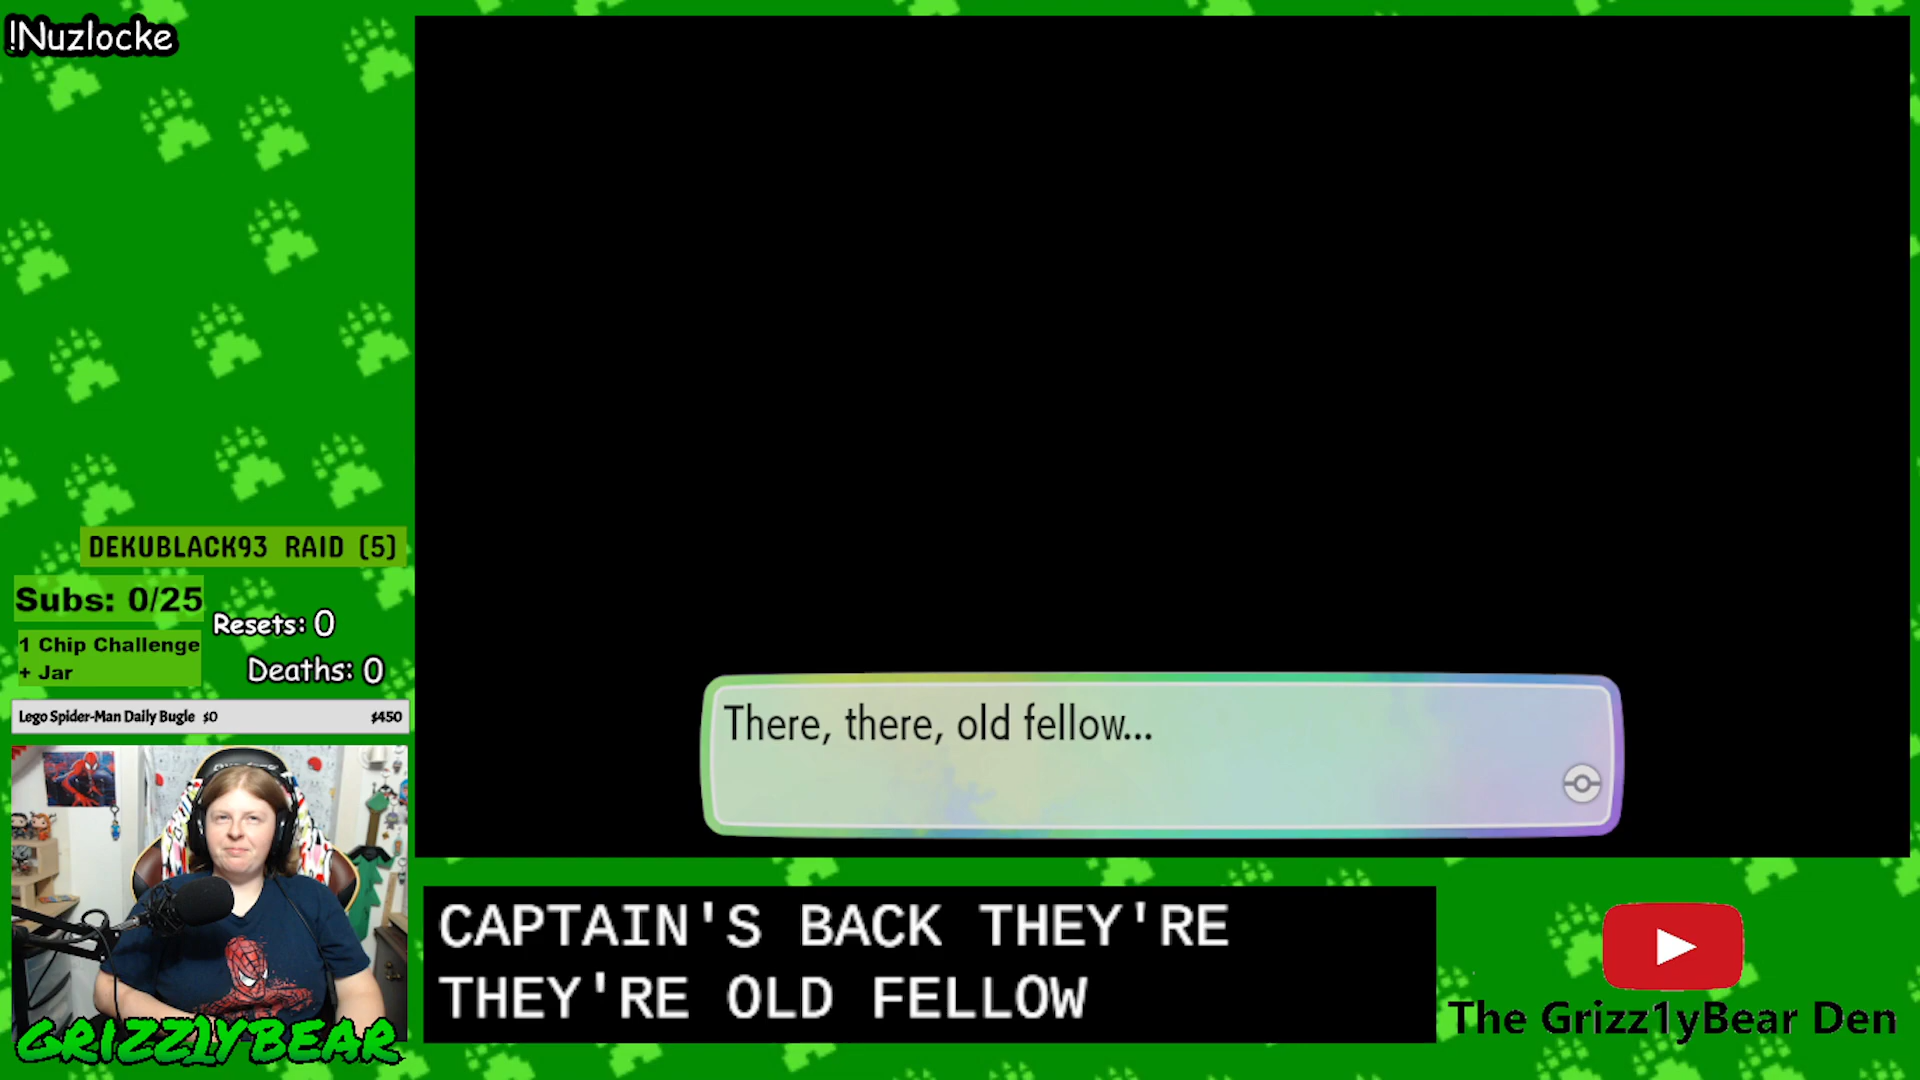 !Nuzlocke
DEKUBLACK93 RAID (5)
Subs: 0/25
Resets: 0
1 Chip Challenge
+ Jar
Deaths: 0
Lego Spider-Man Daily Bugle $0 $450
There, there, old fellow...
GRIZZ1YBEAR
CAPTAIN'S BACK THEY'RE
THEY'RE OLD FELLOW
The Grizz1yBear Den